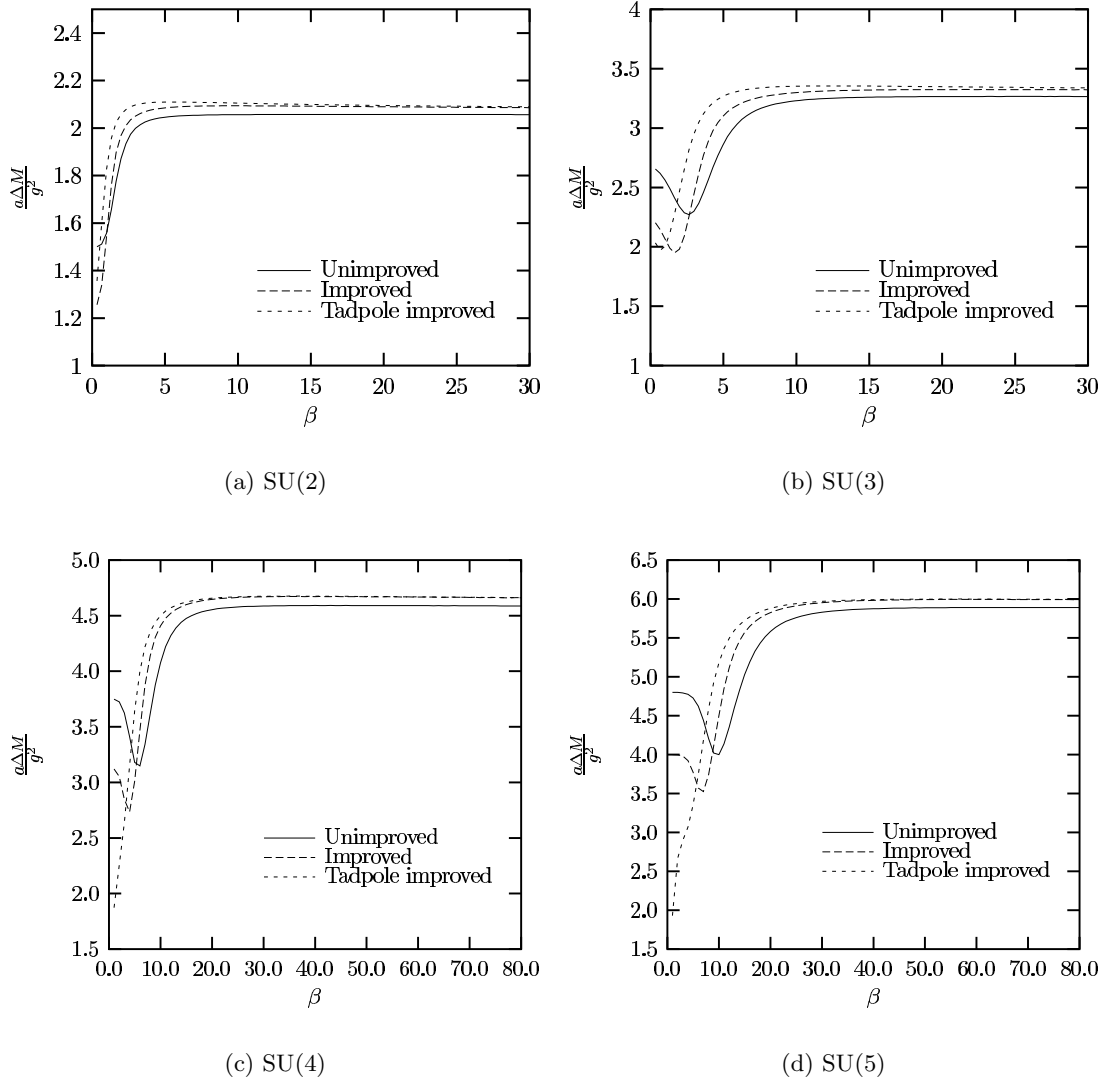 2.4
2.2
2
1.8
1.6
1.4
1.2
1
0 5 10 15 20 25 30
aΔM/g²
β
Unimproved
Improved
Tadpole improved
(a) SU(2)
4
3.5
3
2.5
2
1.5
1
0 5 10 15 20 25 30
aΔM/g²
β
Unimproved
Improved
Tadpole improved
(b) SU(3)
5.0
4.5
4.0
3.5
3.0
2.5
2.0
1.5
0.0 10.0 20.0 30.0 40.0 50.0 60.0 70.0 80.0
aΔM/g²
β
Unimproved
Improved
Tadpole improved
(c) SU(4)
6.5
6.0
5.5
5.0
4.5
4.0
3.5
3.0
2.5
2.0
1.5
0.0 10.0 20.0 30.0 40.0 50.0 60.0 70.0 80.0
aΔM/g²
β
Unimproved
Improved
Tadpole improved
(d) SU(5)